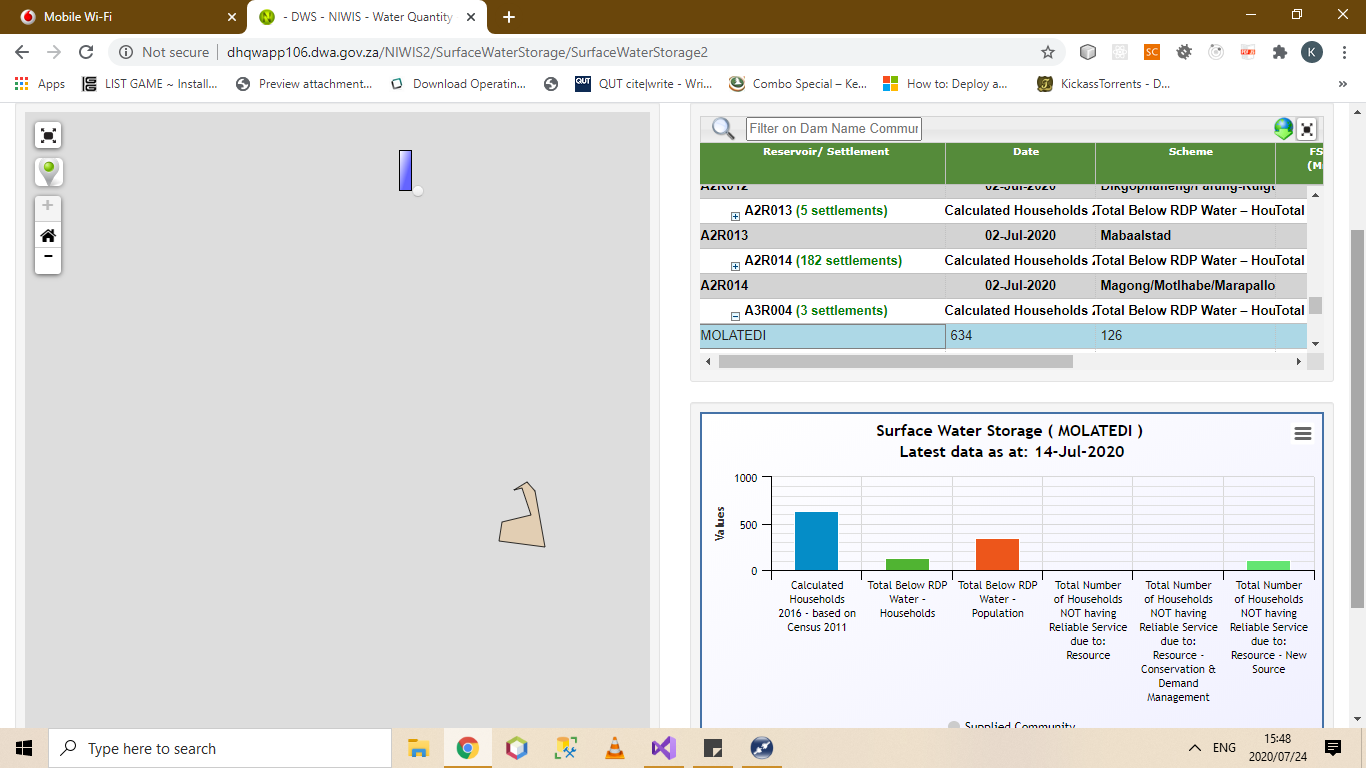 Mobile Wi-Fi
- DWS - NIWIS - Water Quantity
Not secure
dhqwapp106.dwa.gov.za/NIWIS2/SurfaceWaterStorage/SurfaceWaterStorage2
SC
K
Apps
LIST GAME ~ Install...
Preview attachment...
Download Operatin...
QUT
QUT cite|write - Wri...
Combo Special – Ke...
How to: Deploy a...
KickassTorrents - D...
»
Filter on Dam Name Commun
Reservoir/ Settlement
Date
Scheme
FS
(M
A2R012
02-Jul-2020
A2R013 (5 settlements)
Calculated Households 2
Total Below RDP Water – Hou
Total
A2R013
02-Jul-2020
Mabaalstad
A2R014 (182 settlements)
Calculated Households 2
Total Below RDP Water – Hou
Total
A2R014
02-Jul-2020
Magong/Motlhabe/Marapallo
A3R004 (3 settlements)
Calculated Households 2
Total Below RDP Water – Hou
Total
MOLATEDI
634
126
Surface Water Storage ( MOLATEDI )
Latest data as at: 14-Jul-2020
Values
1000
500
0
Calculated
Households
2016 - based on
Census 2011
Total Below RDP
Water -
Households
Total Below RDP
Water -
Population
Total Number
of Households
NOT having
Reliable Service
due to:
Resource
Total Number
of Households
NOT having
Reliable Service
due to:
Resource -
Conservation &
Demand
Management
Total Number
of Households
NOT having
Reliable Service
due to:
Resource - New
Source
Supplied Community
Type here to search
ENG
15:48
2020/07/24